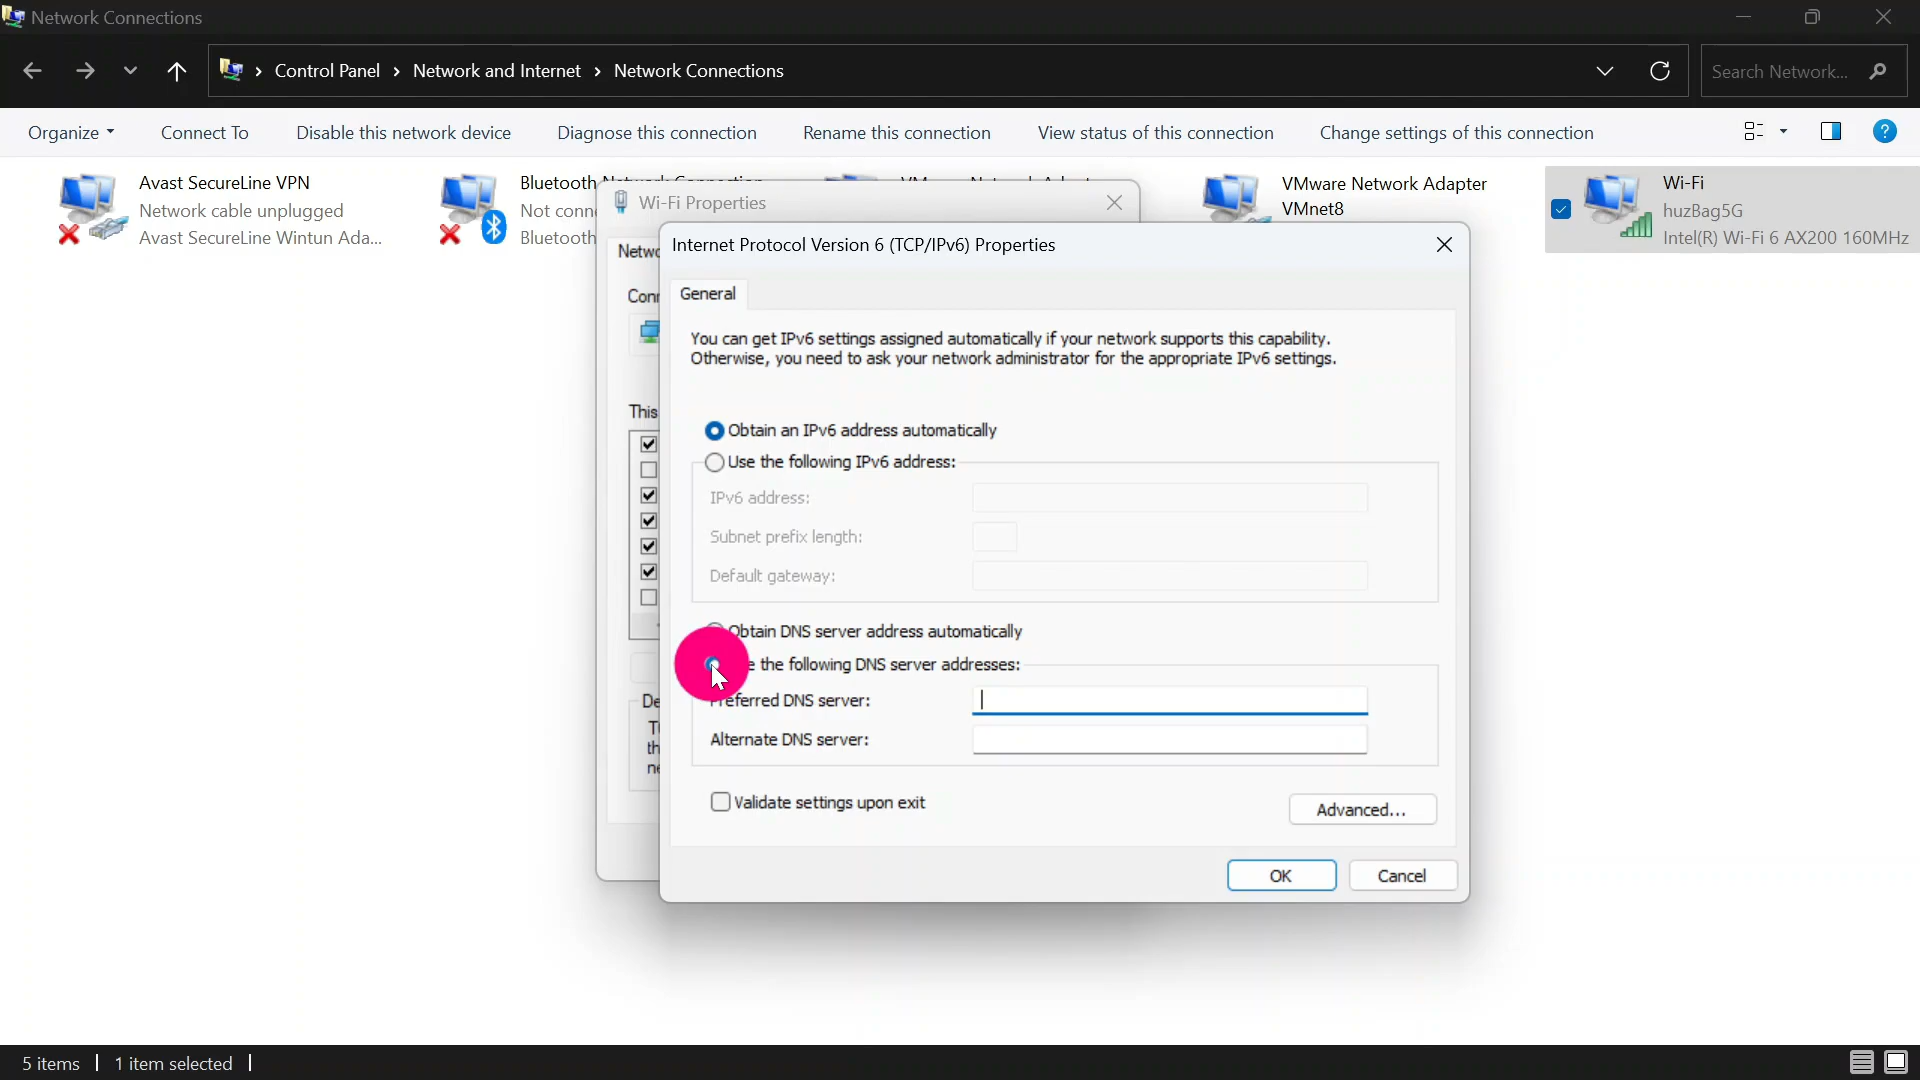 Network Connections
Control Panel > Network and Internet > Network Connections
Search Network...
Organize
Connect To
Disable this network device
Diagnose this connection
Rename this connection
View status of this connection
Change settings of this connection
Avast SecureLine VPN
Network cable unplugged
Avast SecureLine Wintun Ada...
Bluetooth
Not conn
Bluetooth
VMware Network Adapter
VMnet8
Wi-Fi
huzBag5G
Intel(R) Wi-Fi 6 AX200 160MHz
Wi-Fi Properties
Netwo
Conn
This
De
Internet Protocol Version 6 (TCP/IPv6) Properties
General
You can get IPv6 settings assigned automatically if your network supports this capability.
Otherwise, you need to ask your network administrator for the appropriate IPv6 settings.
Obtain an IPv6 address automatically
Use the following IPv6 address:
IPv6 address:
Subnet prefix length:
Default gateway:
Obtain DNS server address automatically
the following DNS server addresses:
Preferred DNS server:
Alternate DNS server:
Validate settings upon exit
Advanced...
OK
Cancel
5 items
1 item selected